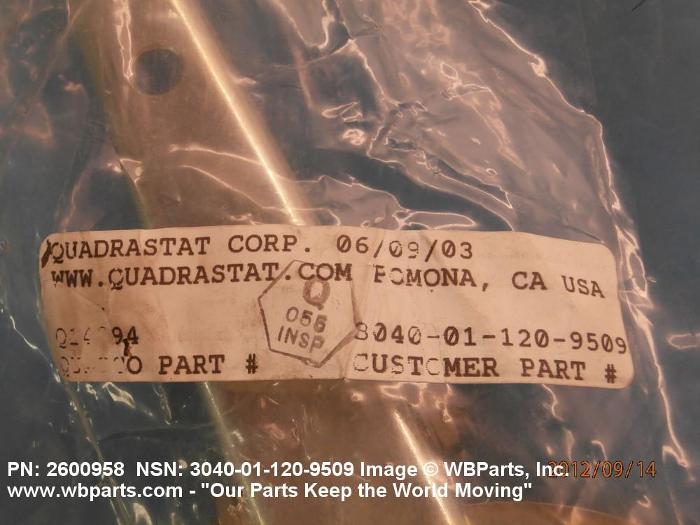 QUADRASTAT CORP. 06/09/03
WWW.QUADRASTAT.COM POMONA, CA USA
Q
056
INSP
3040-01-120-9509
PART #
CUSTOMER PART #
PN: 2600958 NSN: 3040-01-120-9509 Image © WBParts, Inc.
2012/09/14
www.wbparts.com - "Our Parts Keep the World Moving"